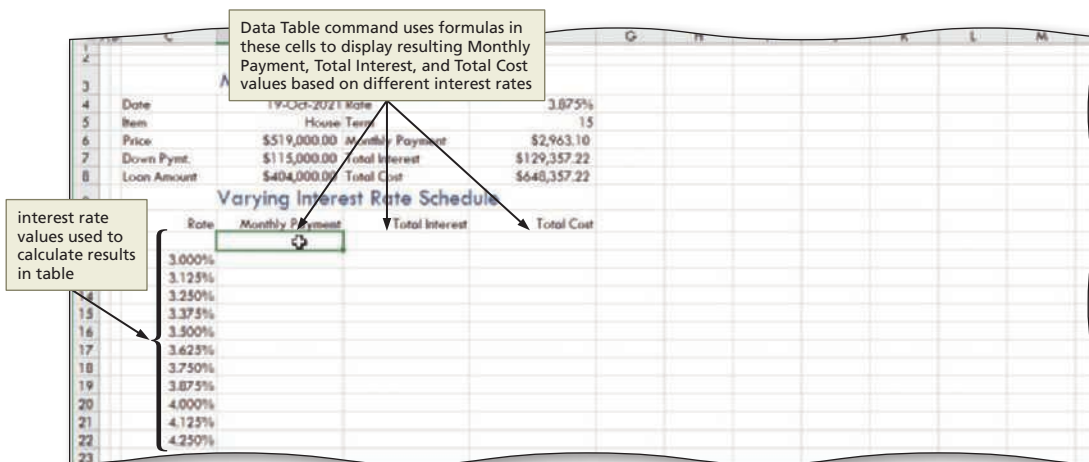 Data Table command uses formulas in
these cells to display resulting Monthly
Payment, Total Interest, and Total Cost
values based on different interest rates
C G H K L M
1
2
3 M
4 Date 19-Oct-2021 Rate 3.875%
5 Item House Term 15
6 Price $519,000.00 Monthly Payment $2,963.10
7 Down Pymt. $115,000.00 Total Interest $129,357.22
8 Loan Amount $404,000.00 Total Cost $648,357.22
Varying Interest Rate Schedule
interest rate
values used to
calculate results
in table
Rate Monthly Payment Total Interest Total Cost
3.000%
3.125%
14 3.250%
15 3.375%
16 3.500%
17 3.625%
18 3.750%
19 3.875%
20 4.000%
21 4.125%
22 4.250%
23